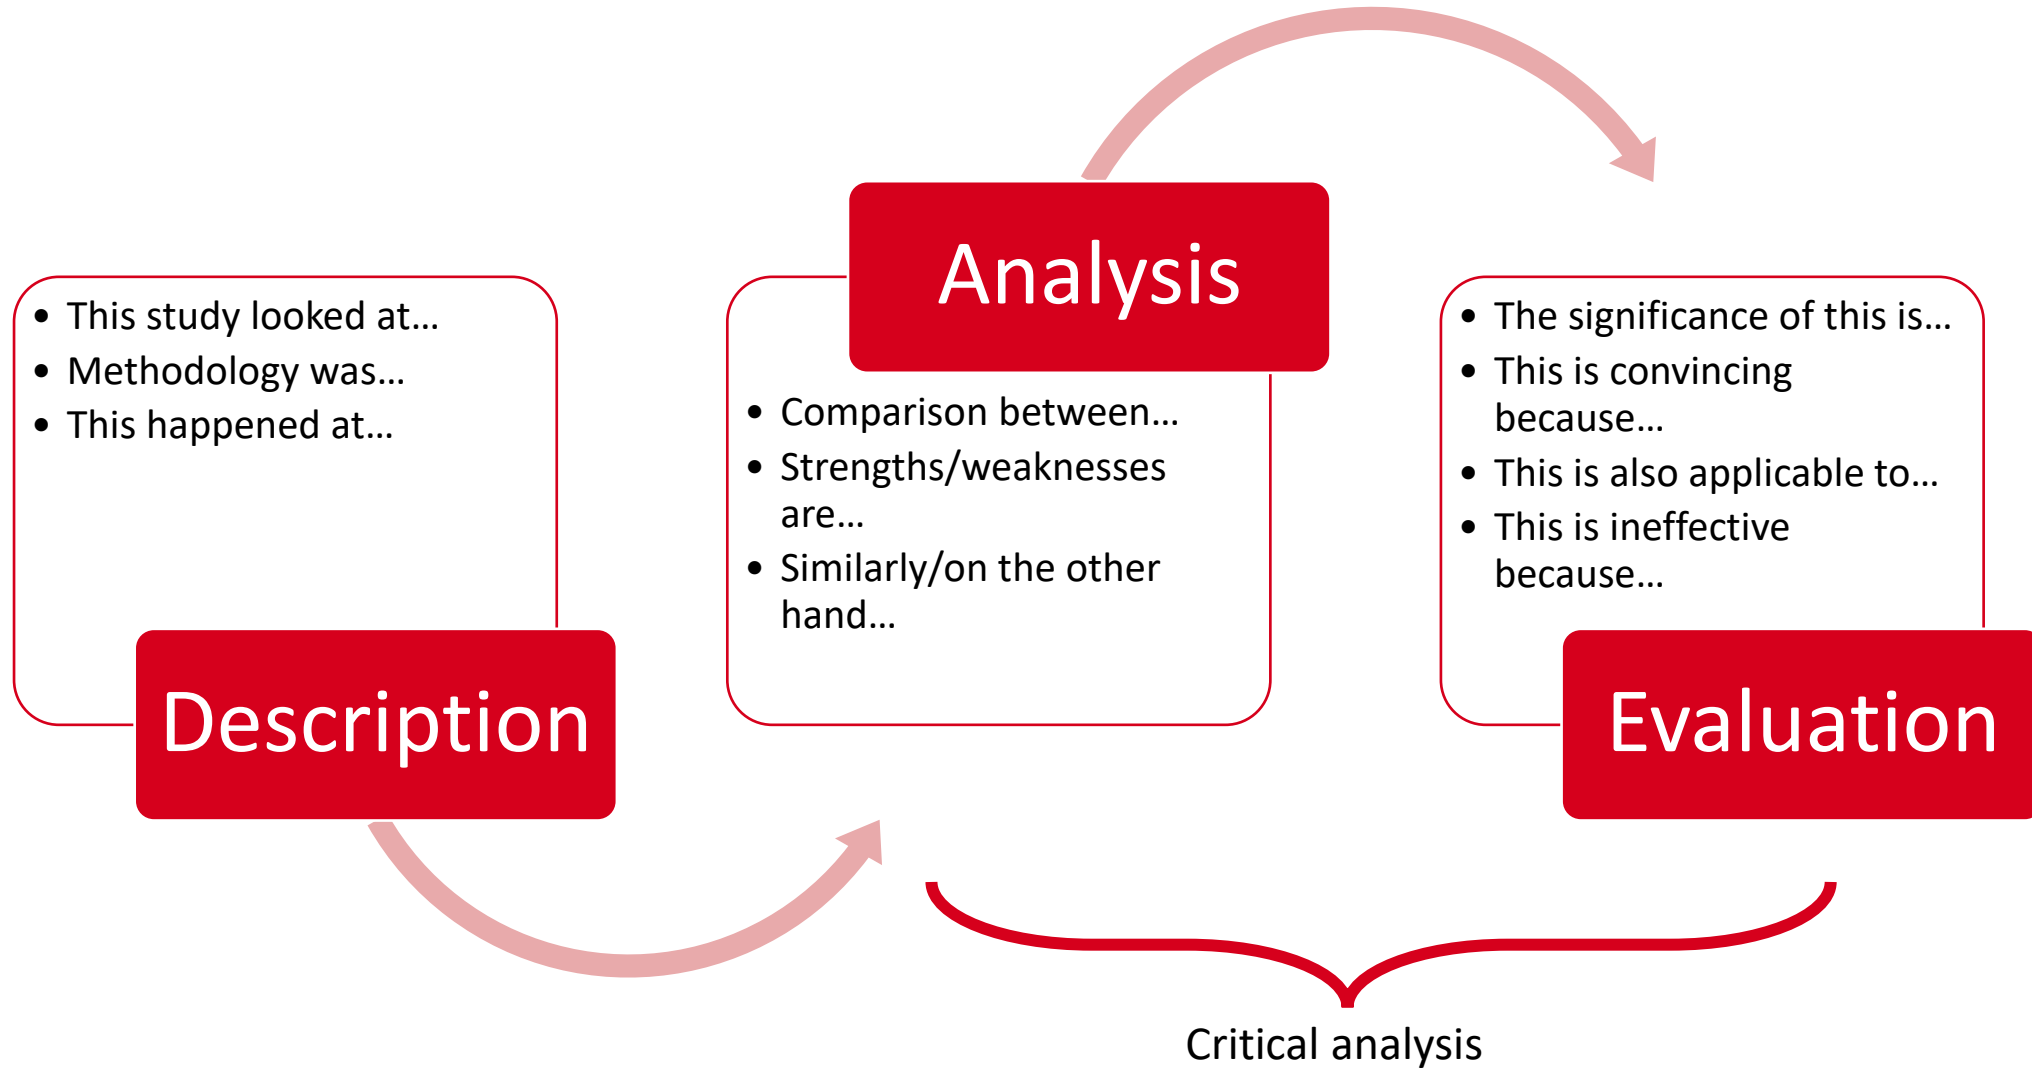 • This study looked at…
• Methodology was…
• This happened at…
Description
Analysis
• Comparison between…
• Strengths/weaknesses
are…
• Similarly/on the other
hand…
• The significance of this is…
• This is convincing
because…
• This is also applicable to…
• This is ineffective
because…
Evaluation
Critical analysis